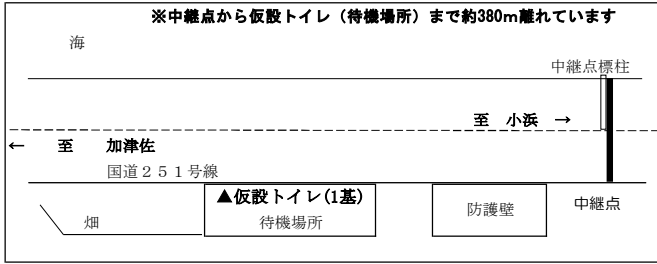 ※中継点から仮設トイレ（待機場所）まで約380ｍ離れています
海
中継点標柱
至　小浜　→
←　至　加津佐
国道２５１号線
▲仮設トイレ(1基)
待機場所
防護壁
中継点
畑